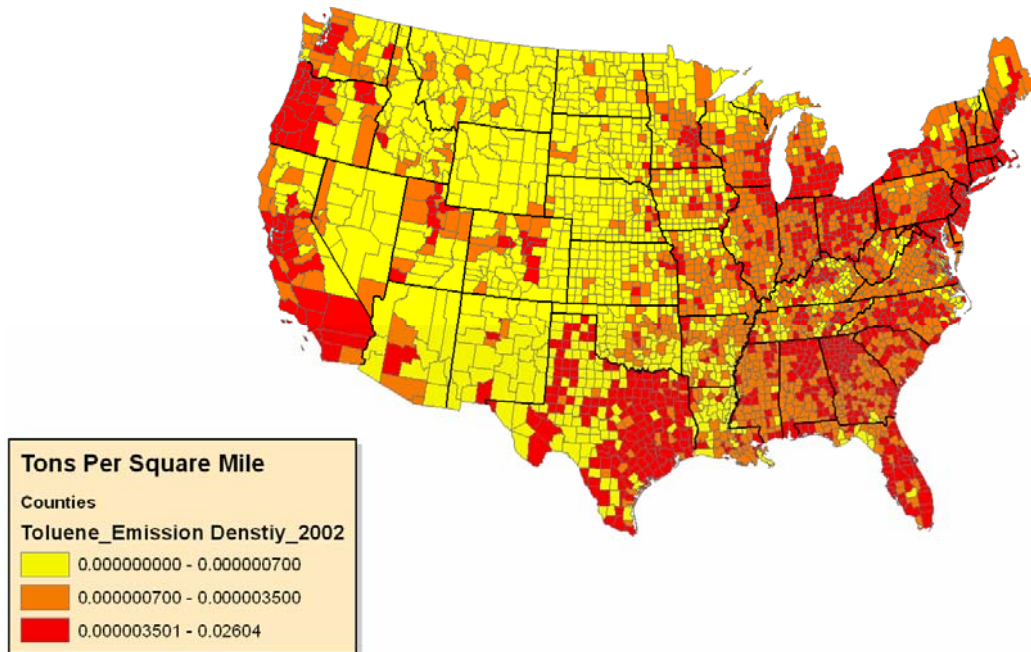 Tons Per Square Mile
Counties
Toluene_Emission Denstiy_2002
0.000000000 - 0.000000700
0.000000700 - 0.000003500
0.000003501 - 0.02604